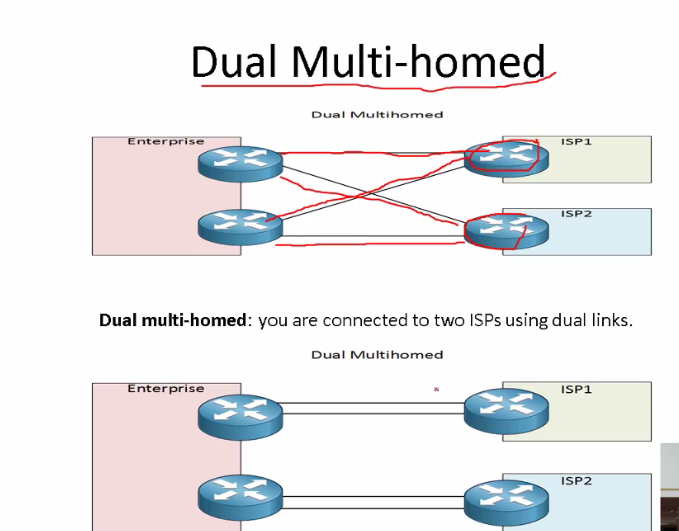 Dual Multi-homed
Dual Multihomed
Enterprise
ISP1
ISP2
Dual multi-homed: you are connected to two ISPs using dual links.
Dual Multihomed
Enterprise
ISP1
ISP2